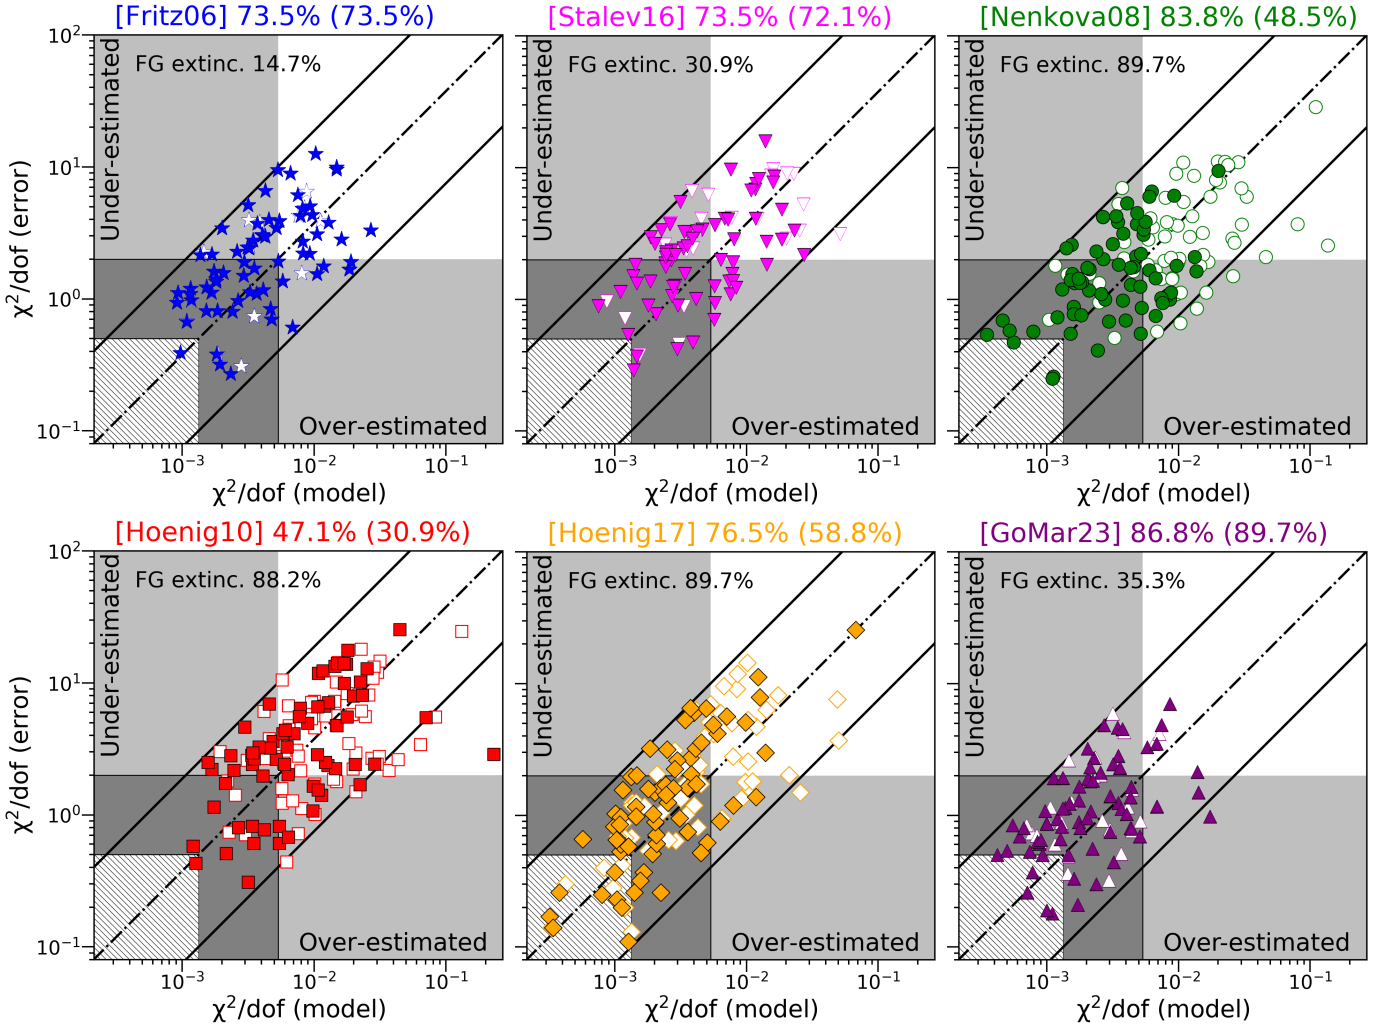 [Fritz06] 73.5% (73.5%)
[Stalev16] 73.5% (72.1%)
[Nenkova08] 83.8% (48.5%)
10²
10¹
10⁰
10⁻¹
χ²/dof (error)
Under-estimated
FG extinc. 14.7%
Over-estimated
Under-estimated
FG extinc. 30.9%
Over-estimated
Under-estimated
FG extinc. 89.7%
Over-estimated
10⁻³ 10⁻² 10⁻¹
10⁻³ 10⁻² 10⁻¹
10⁻³ 10⁻² 10⁻¹
χ²/dof (model)
χ²/dof (model)
χ²/dof (model)
[Hoenig10] 47.1% (30.9%)
[Hoenig17] 76.5% (58.8%)
[GoMar23] 86.8% (89.7%)
10²
10¹
10⁰
10⁻¹
χ²/dof (error)
Under-estimated
FG extinc. 88.2%
Over-estimated
Under-estimated
FG extinc. 89.7%
Over-estimated
Under-estimated
FG extinc. 35.3%
Over-estimated
10⁻³ 10⁻² 10⁻¹
10⁻³ 10⁻² 10⁻¹
10⁻³ 10⁻² 10⁻¹
χ²/dof (model)
χ²/dof (model)
χ²/dof (model)